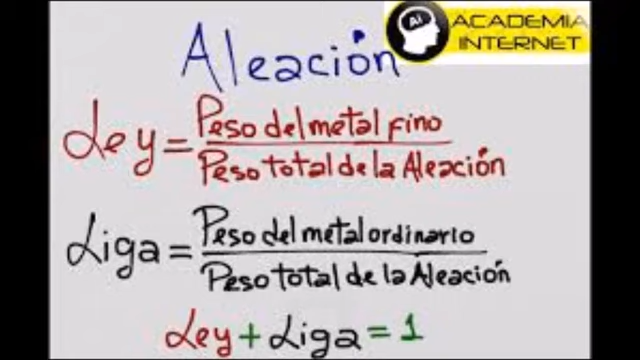 Aleación
ACADEMIA
INTERNET
AI
Ley = Peso del metal fino
Peso total de la Aleación
Liga = Peso del metal ordinario
Peso total de la Aleación
Ley + Liga = 1